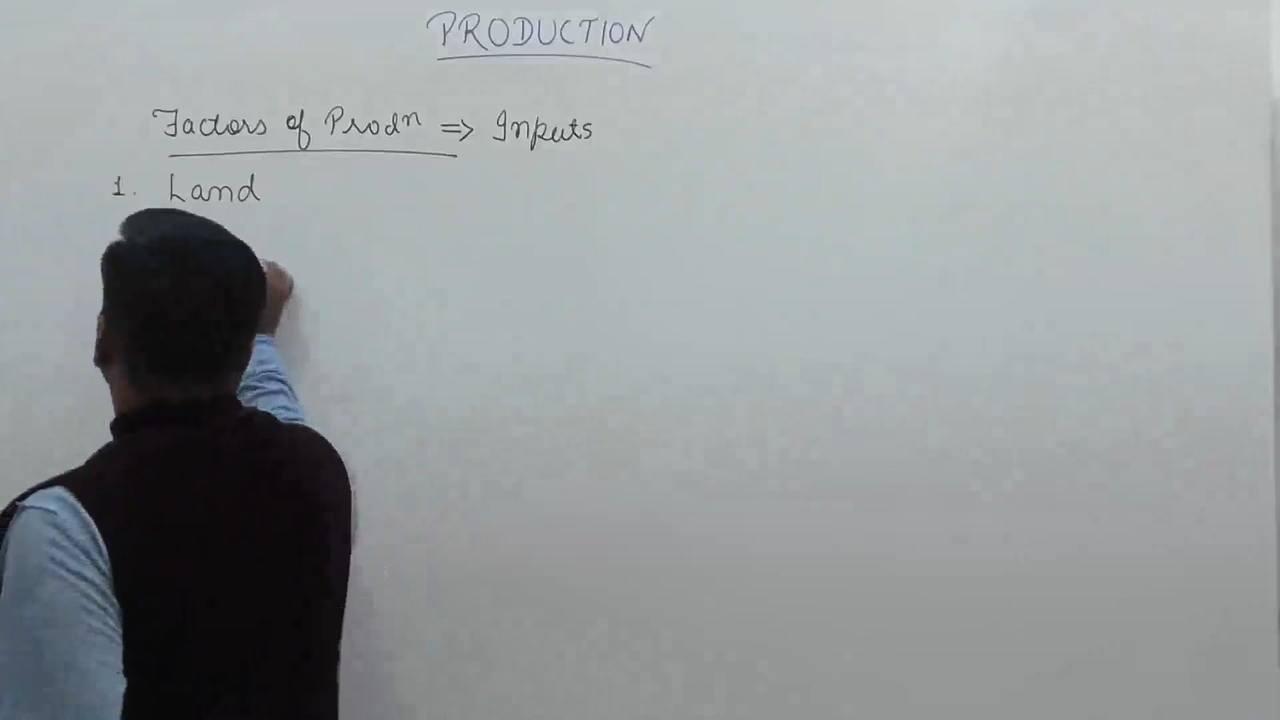 PRODUCTION
Factors of Prodn => Inputs
1. Land